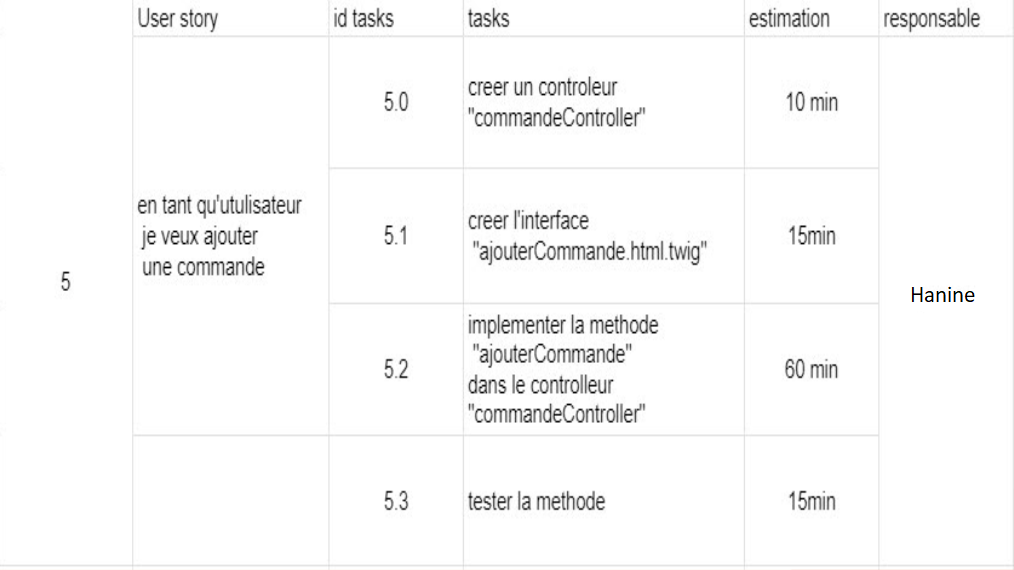 User story id tasks tasks estimation responsable
5.0 creer un controleur 10 min
"commandeController"
en tant qu'utulisateur
je veux ajouter
une commande
5.1 creer l'interface 15min
"ajouterCommande.html.twig"
5
Hanine
5.2 implementer la methode 60 min
"ajouterCommande"
dans le controlleur
"commandeController"
5.3 tester la methode 15min